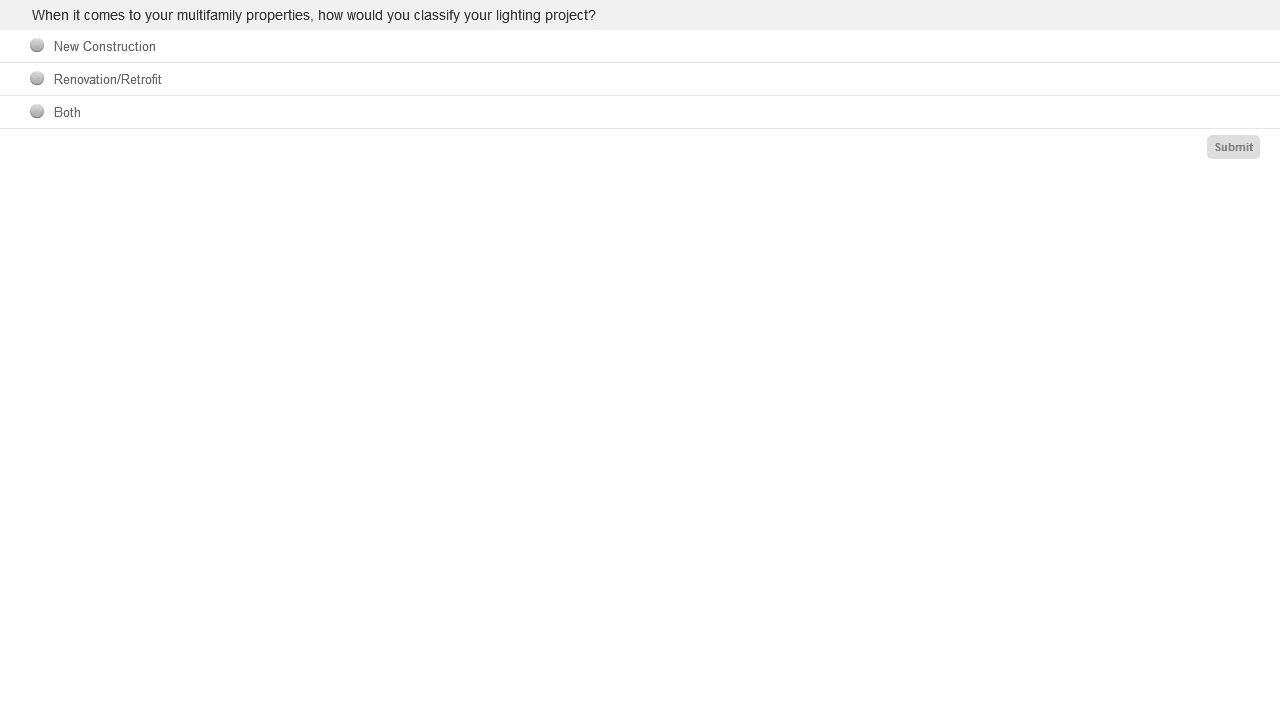 When it comes to your multifamily properties, how would you classify your lighting project?
New Construction
Renovation/Retrofit
Both
Submit